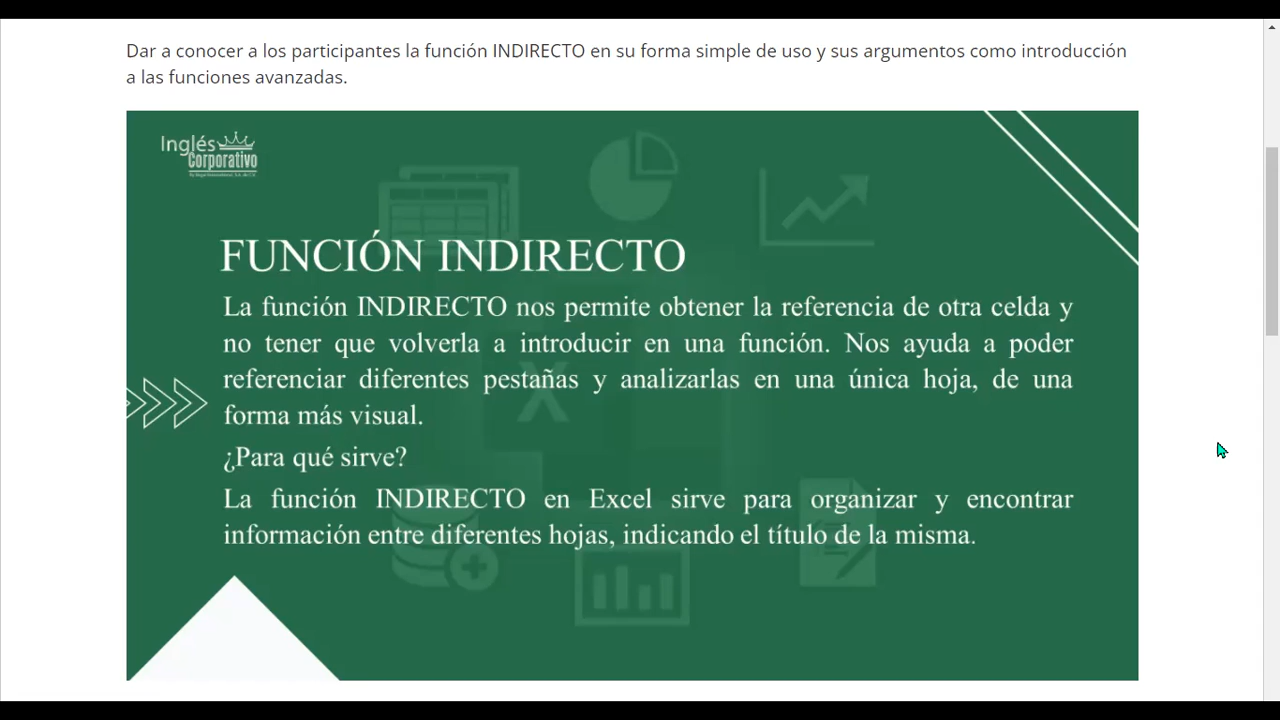 Dar a conocer a los participantes la función INDIRECTO en su forma simple de uso y sus argumentos como introducción
a las funciones avanzadas.
Inglés
Corporativo
FUNCIÓN INDIRECTO
La función INDIRECTO nos permite obtener la referencia de otra celda y
no tener que volverla a introducir en una función. Nos ayuda a poder
referenciar diferentes pestañas y analizarlas en una única hoja, de una
forma más visual.
¿Para qué sirve?
La función INDIRECTO en Excel sirve para organizar y encontrar
información entre diferentes hojas, indicando el título de la misma.
X